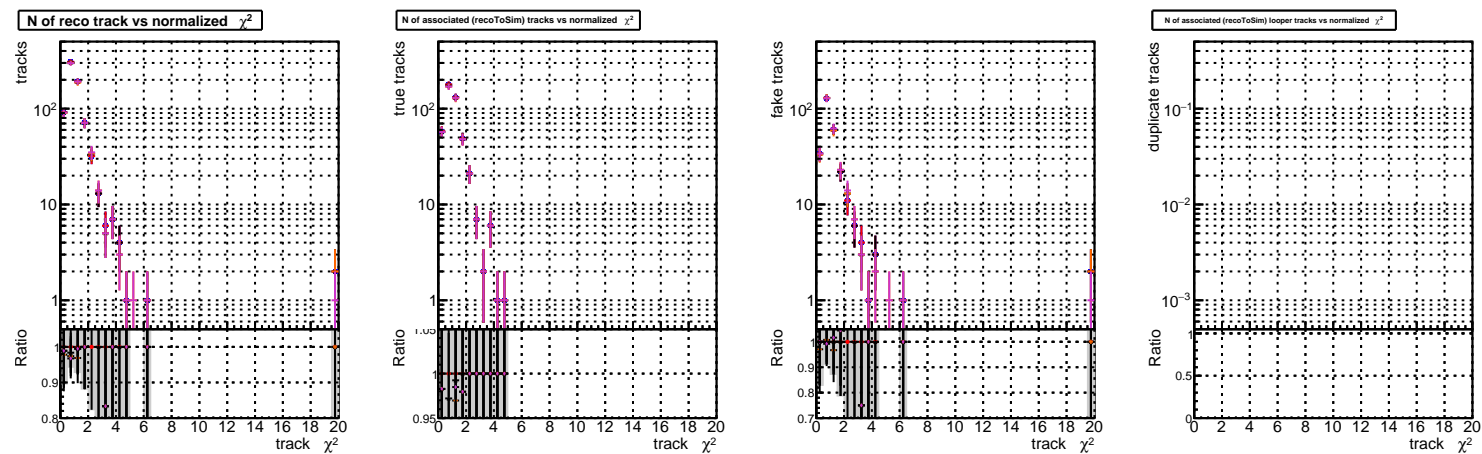 N of reco track vs normalized χ²
tracks
10²
10
1
Ratio
1
0.9
0.8
0 2 4 6 8 10 12 14 16 18 20
track χ²
N of associated (recoToSim) tracks vs normalized χ²
true tracks
10²
10
1
Ratio
1.05
1
0.95
0 2 4 6 8 10 12 14 16 18 20
track χ²
fake tracks
10²
10
1
Ratio
1
0.9
0.8
0.7
0 2 4 6 8 10 12 14 16 18 20
track χ²
N of associated (recoToSim) looper tracks vs normalized χ²
duplicate tracks
10⁻¹
10⁻²
10⁻³
Ratio
1
0.5
0
0 2 4 6 8 10 12 14 16 18 20
track χ²